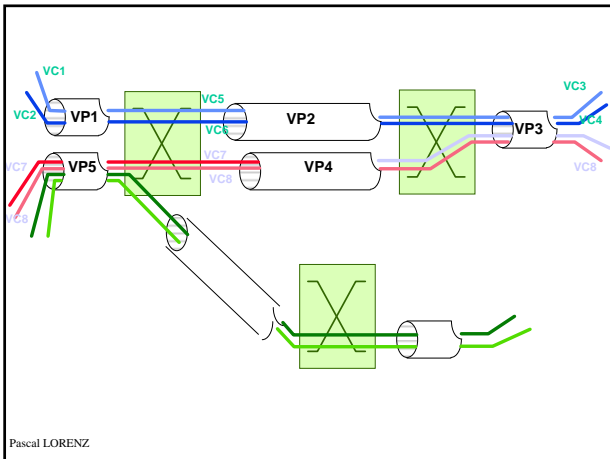 VC1
VC2
VP1
VC5
VC6
VP2
VC3
VC4
VP3
VC7
VC8
VP5
VC7
VC8
VP4
VC8
Pascal LORENZ